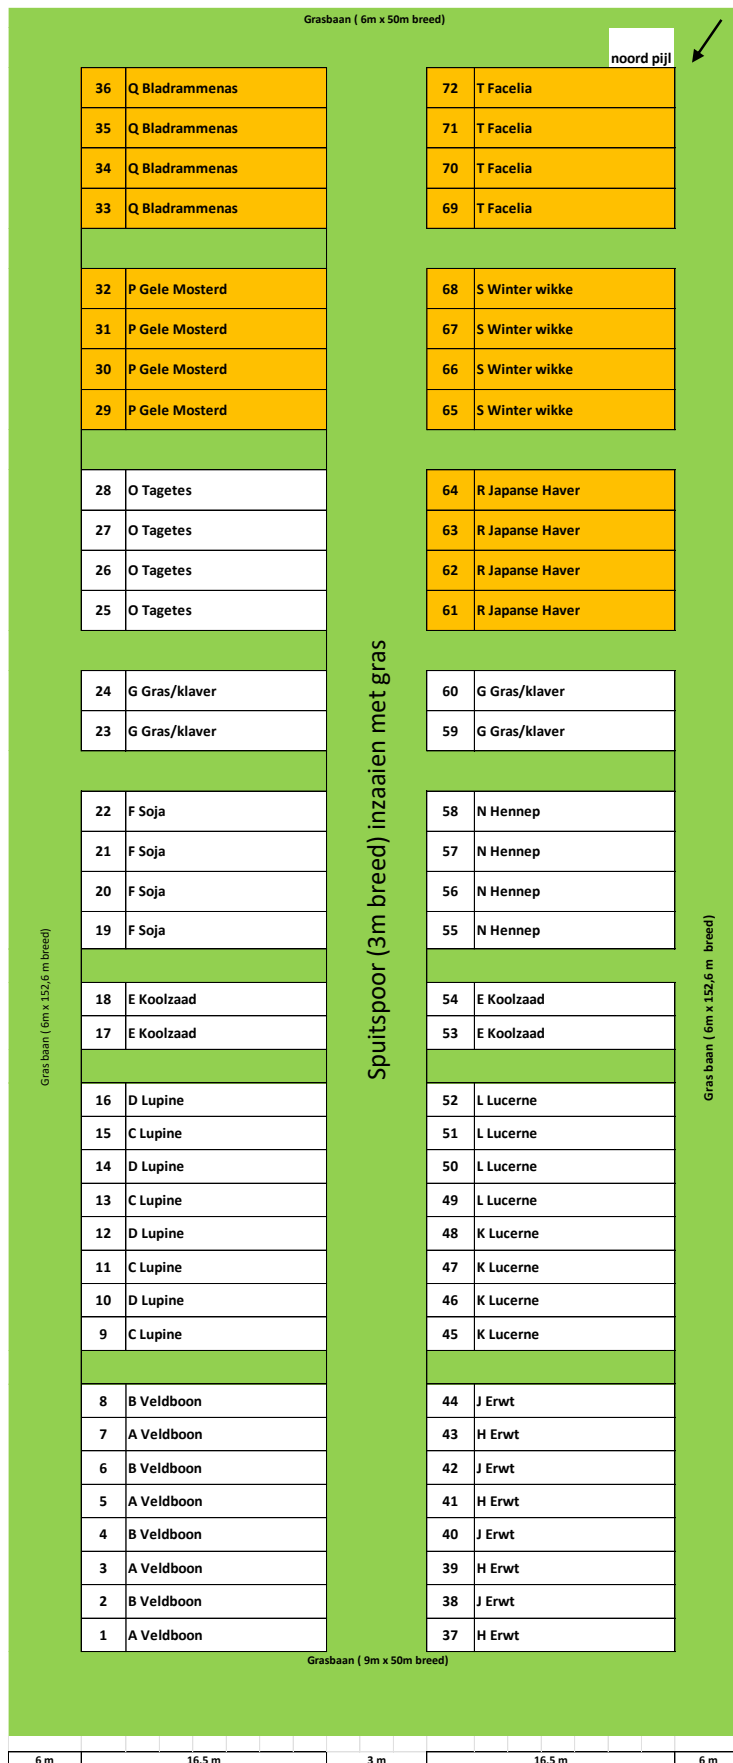 Grasbaan ( 6m x 50m breed)
noord pijl
36 Q Bladrammenas 72 T Facelia
35 Q Bladrammenas 71 T Facelia
34 Q Bladrammenas 70 T Facelia
33 Q Bladrammenas 69 T Facelia
32 P Gele Mosterd 68 S Winter wikke
31 P Gele Mosterd 67 S Winter wikke
30 P Gele Mosterd 66 S Winter wikke
29 P Gele Mosterd 65 S Winter wikke
28 O Tagetes 64 R Japanse Haver
27 O Tagetes 63 R Japanse Haver
26 O Tagetes 62 R Japanse Haver
25 O Tagetes 61 R Japanse Haver
24 G Gras/klaver 60 G Gras/klaver
23 G Gras/klaver 59 G Gras/klaver
22 F Soja 58 N Hennep
21 F Soja 57 N Hennep
20 F Soja 56 N Hennep
19 F Soja 55 N Hennep
18 E Koolzaad 54 E Koolzaad
17 E Koolzaad 53 E Koolzaad
16 D Lupine 52 L Lucerne
15 C Lupine 51 L Lucerne
14 D Lupine 50 L Lucerne
13 C Lupine 49 L Lucerne
12 D Lupine 48 K Lucerne
11 C Lupine 47 K Lucerne
10 D Lupine 46 K Lucerne
9 C Lupine 45 K Lucerne
8 B Veldboon 44 J Erwt
7 A Veldboon 43 H Erwt
6 B Veldboon 42 J Erwt
5 A Veldboon 41 H Erwt
4 B Veldboon 40 J Erwt
3 A Veldboon 39 H Erwt
2 B Veldboon 38 J Erwt
1 A Veldboon 37 H Erwt
Gras baan ( 6m x 152,6 m breed)
Spuitspoor (3m breed) inzaaien met gras
Gras baan ( 6m x 152,6 m breed)
Grasbaan ( 9m x 50m breed)
6 m 16,5 m 3 m 16,5 m 6 m